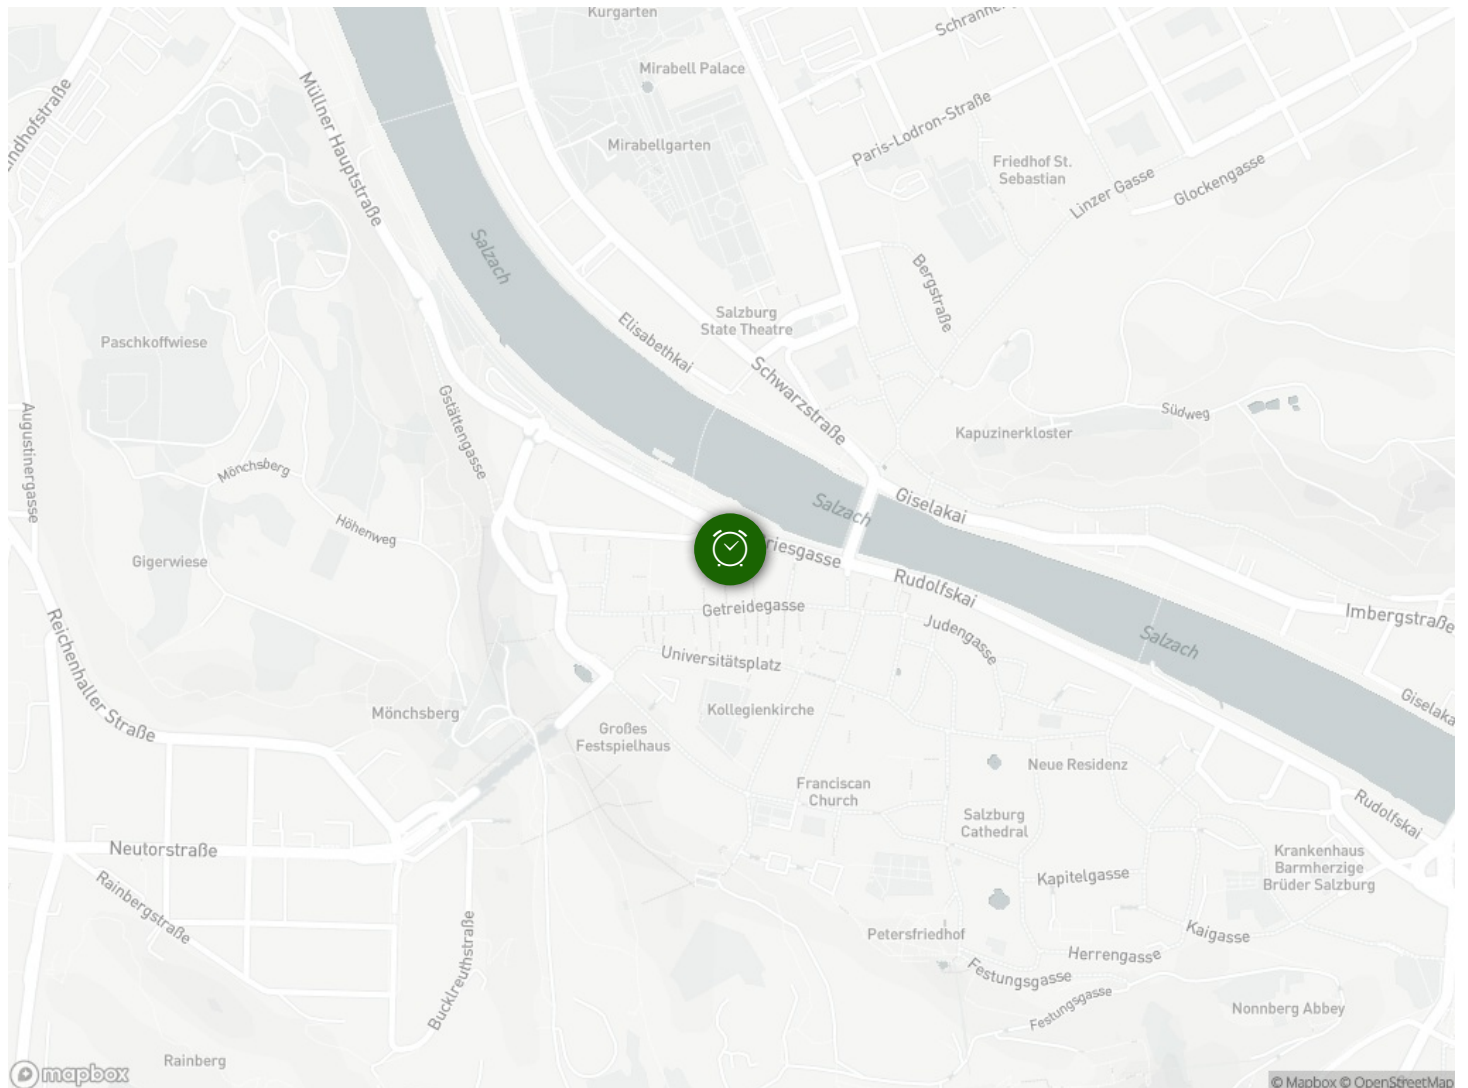 Kurgarten
Mirabell Palace
Mirabellgarten
Müllner Hauptstraße
Paris-Lodron-Straße
Friedhof St.
Sebastian
Linzer Gasse
Glockengasse
Salzach
Bergstraße
Salzburg
State Theatre
Elisabethkai
Schwarzstraße
Paschkoffwiese
Augustinergasse
Gstättengasse
Südweg
Kapuzinerkloster
Mönchsberg
Höhenweg
Gigerwiese
Salzach
Giselakai
riesgasse
Rudolfskai
Getreidegasse
Judengasse
Imbergstraße
Salzach
Universitätsplatz
Reichenhaller Straße
Mönchsberg
Kollegienkirche
Großes
Festspielhaus
Giselaka
Neue Residenz
Franciscan
Church
Salzburg
Cathedral
Rudolfskai
Neutorstraße
Krankenhaus
Barmherzige
Brüder Salzburg
Rainbergstraße
Kapitelgasse
Bucklreuthstraße
Petersfriedhof
Kaigasse
Herrengasse
Festungsgasse
Festungsgasse
Nonnberg Abbey
Rainberg
mapbox
© Mapbox © OpenStreetMap